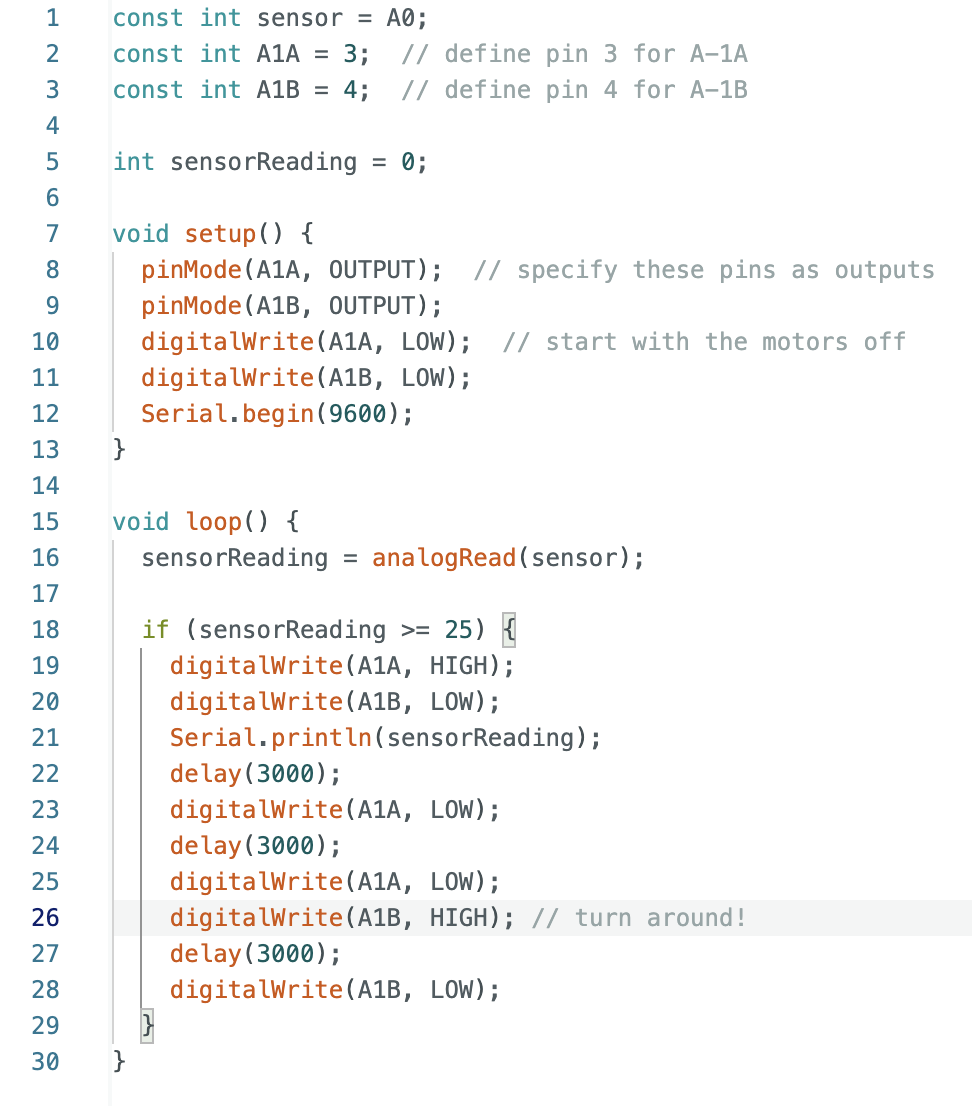 1 const int sensor = A0;
2 const int A1A = 3;  // define pin 3 for A-1A
3 const int A1B = 4;  // define pin 4 for A-1B
4
5 int sensorReading = 0;
6
7 void setup() {
8   pinMode(A1A, OUTPUT);  // specify these pins as outputs
9   pinMode(A1B, OUTPUT);
10   digitalWrite(A1A, LOW);  // start with the motors off
11   digitalWrite(A1B, LOW);
12   Serial.begin(9600);
13 }
14
15 void loop() {
16   sensorReading = analogRead(sensor);
17
18   if (sensorReading >= 25) {
19     digitalWrite(A1A, HIGH);
20     digitalWrite(A1B, LOW);
21     Serial.println(sensorReading);
22     delay(3000);
23     digitalWrite(A1A, LOW);
24     delay(3000);
25     digitalWrite(A1A, LOW);
26     digitalWrite(A1B, HIGH); // turn around!
27     delay(3000);
28     digitalWrite(A1B, LOW);
29   }
30 }